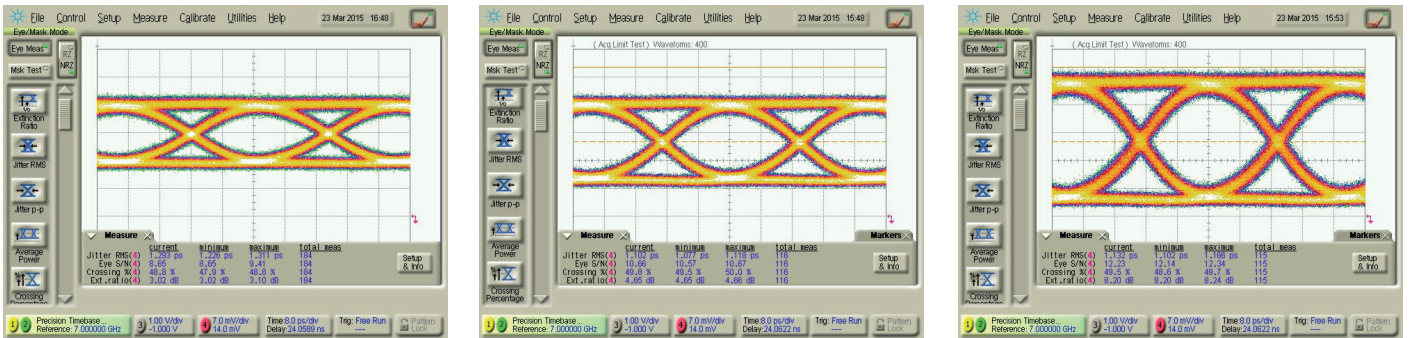 File Control Setup Measure Calibrate Utilities Help 23 Mar 2015 16:48
Eye/Mask Mode
Eye Meas
RZ
NRZ
Msk Test
Extinction
Ratio
Jitter RMS
Jitter p-p
Average
Power
Crossing
Measure
current minimum maximum total meas
Jitter RMS(4) 1.293 ps 1.226 ps 1.311 ps 184
Eye S/N(4) 8.65 8.65 9.41 184
Crossing %(4) 48.8 % 47.9 % 48.8 % 184
Ext.ratio(4) 3.02 dB 3.02 dB 3.10 dB 184
Setup
& Info
1 2 Precision Timebase...
Reference: 7.000000 GHz
3 1.00 V/div
-1.000 V
4 7.0 mV/div
14.0 mV
Time:8.0 ps/div
Delay:24.0589 ns
Trig: Free Run
----
Pattern
Lock
File Control Setup Measure Calibrate Utilities Help 23 Mar 2015 15:48
Eye/Mask Mode
Eye Meas
RZ
NRZ
Msk Test
( Acq Limit Test ) Waveforms: 400
Extinction
Ratio
Jitter RMS
Jitter p-p
Average
Power
Crossing
Percentage
Measure Markers
current minimum maximum total meas
Jitter RMS(4) 1.102 ps 1.077 ps 1.118 ps 116
Eye S/N(4) 10.66 10.57 10.67 116
Crossing %(4) 49.8 % 49.5 % 50.0 % 116
Ext.ratio(4) 4.65 dB 4.65 dB 4.66 dB 116
Setup
& Info
1 2 Precision Timebase...
Reference: 7.000000 GHz
3 1.00 V/div
-1.000 V
4 7.0 mV/div
14.0 mV
Time:8.0 ps/div
Delay:24.0622 ns
Trig: Free Run
----
Pattern
Lock
File Control Setup Measure Calibrate Utilities Help 23 Mar 2015 15:53
Eye/Mask Mode
Eye Meas
RZ
NRZ
Msk Test
( Acq Limit Test ) Waveforms: 400
Extinction
Ratio
Jitter RMS
Jitter p-p
Average
Power
Crossing
Measure Markers
current minimum maximum total meas
Jitter RMS(4) 1.132 ps 1.102 ps 1.166 ps 115
Eye S/N(4) 12.23 12.14 12.34 115
Crossing %(4) 49.5 % 48.6 % 49.7 % 115
Ext.ratio(4) 8.20 dB 8.20 dB 8.24 dB 115
Setup
& Info
1 2 Precision Timebase...
Reference: 7.000000 GHz
3 1.00 V/div
-1.000 V
4 7.0 mV/div
14.0 mV
Time:8.0 ps/div
Delay:24.0622 ns
Trig: Free Run
----
Pattern
Lock